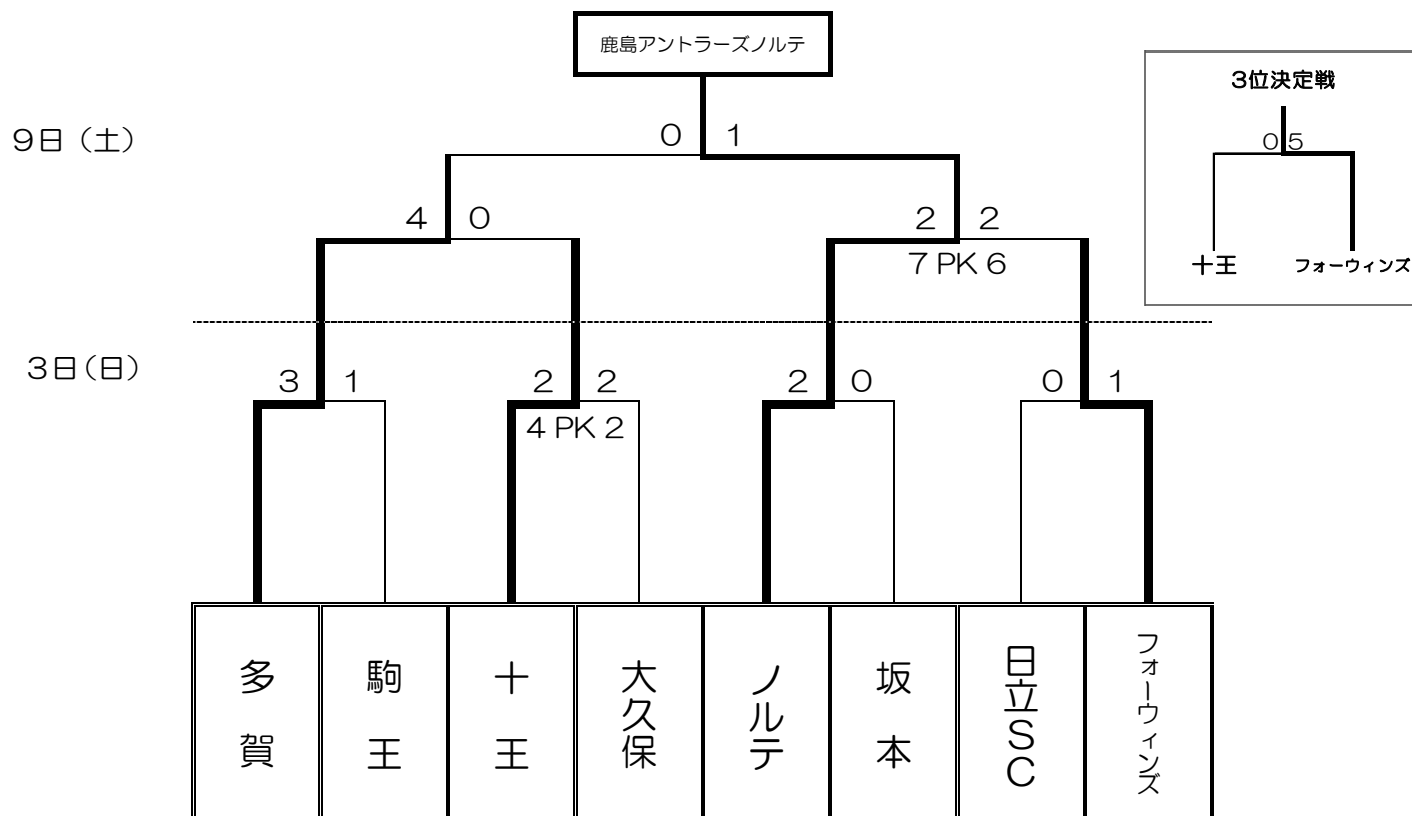 鹿島アントラーズノルテ
3位決定戦
9日（土）
0 1
0 5
4 0
2 2
7 PK 6
十王
フォーウィンズ
3日（日）
3 1
2 2
2 0
0 1
4 PK 2
多賀
駒王
十王
大久保
ノルテ
坂本
日立SC
フォーウィンズ